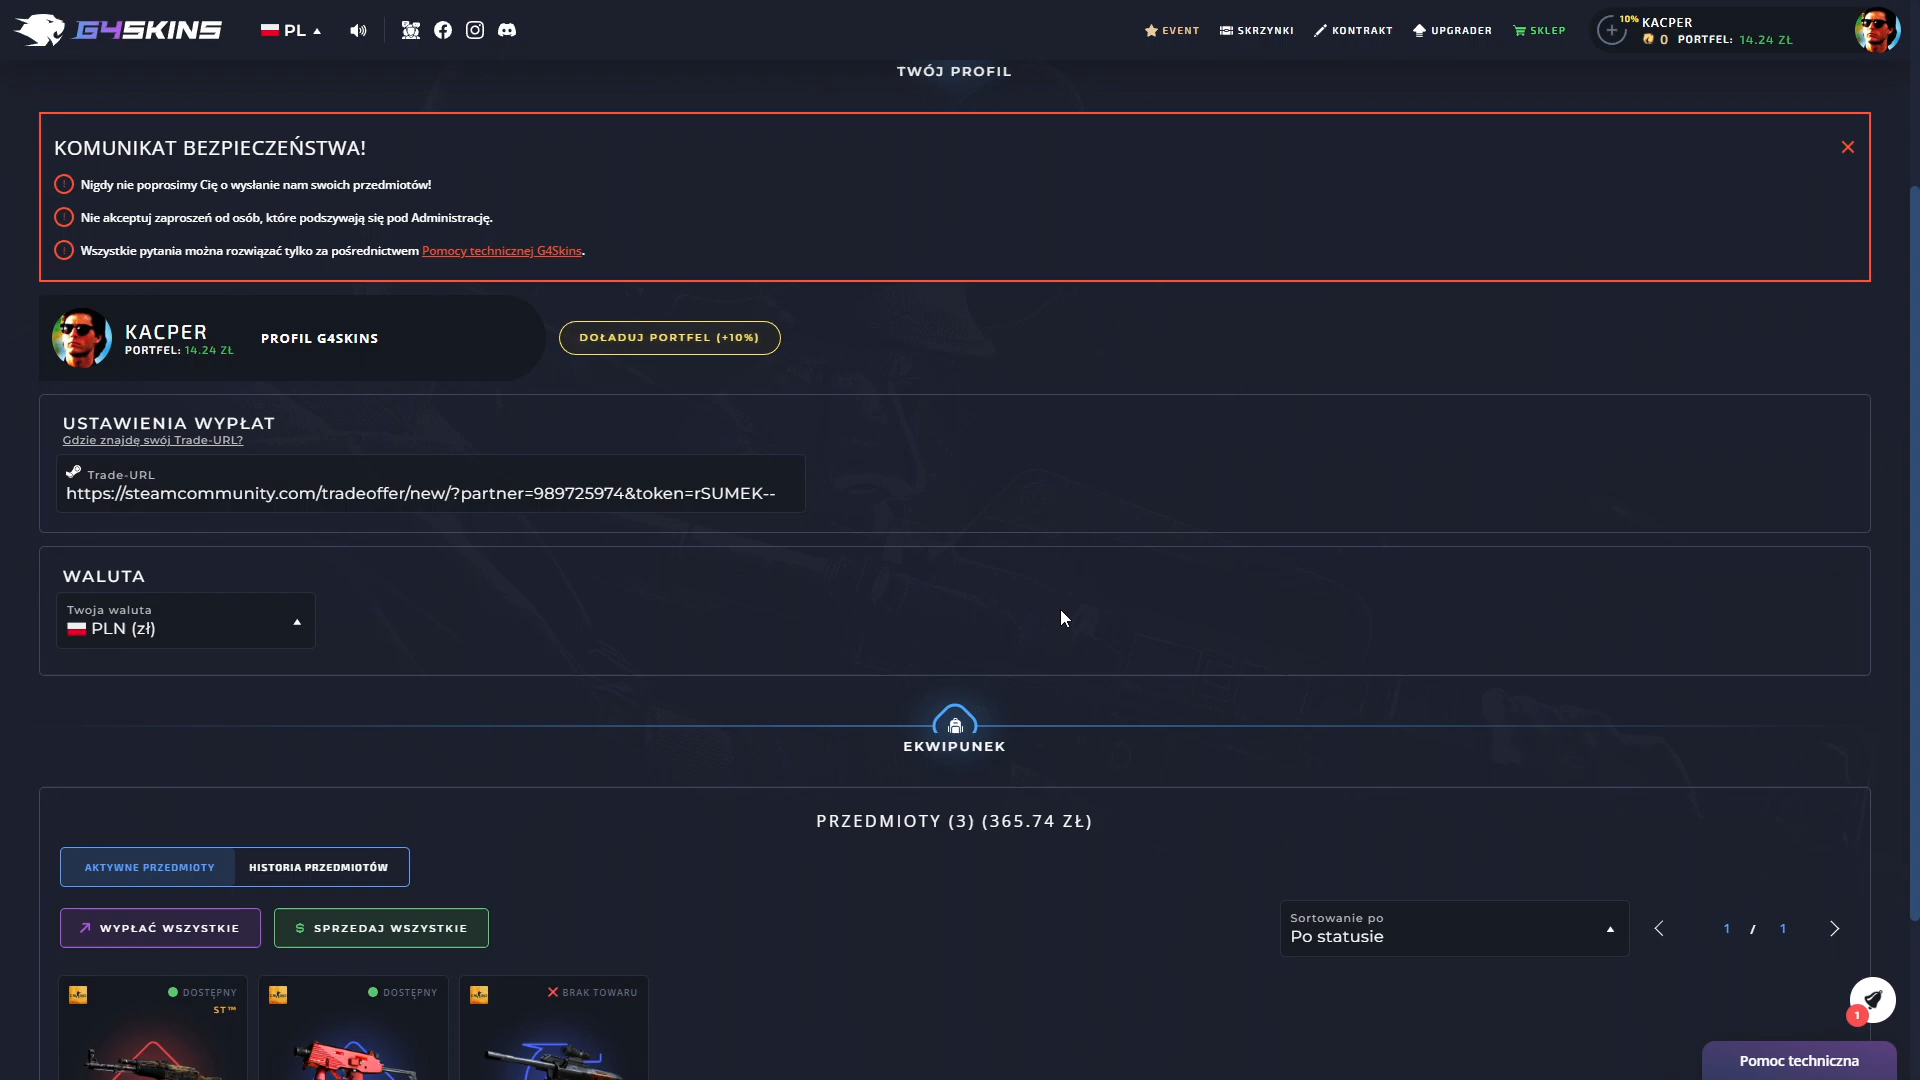 G4SKINS
PL
EVENT
SKRZYNKI
KONTRAKT
UPGRADER
SKLEP
10%
KACPER
0 PORTFEL: 14.24 ZŁ
TWÓJ PROFIL
KOMUNIKAT BEZPIECZEŃSTWA!
Nigdy nie poprosimy Cię o wysłanie nam swoich przedmiotów!
Nie akceptuj zaproszeń od osób, które podszywają się pod Administrację.
Wszystkie pytania można rozwiązać tylko za pośrednictwem Pomocy technicznej G4Skins.
KACPER
PORTFEL: 14.24 ZŁ
PROFIL G4SKINS
DOŁADUJ PORTFEL (+10%)
USTAWIENIA WYPŁAT
Gdzie znajdę swój Trade-URL?
Trade-URL
https://steamcommunity.com/tradeoffer/new/?partner=989725974&token=rSUMEK--
WALUTA
Twoja waluta
PLN (zł)
EKWIPUNEK
PRZEDMIOTY (3) (365.74 ZŁ)
AKTYWNE PRZEDMIOTY
HISTORIA PRZEDMIOTÓW
WYPŁAĆ WSZYSTKIE
$ SPRZEDAJ WSZYSTKIE
Sortowanie po
Po statusie
1 / 1
DOSTĘPNY
ST™
DOSTĘPNY
BRAK TOWARU
1
Pomoc techniczna